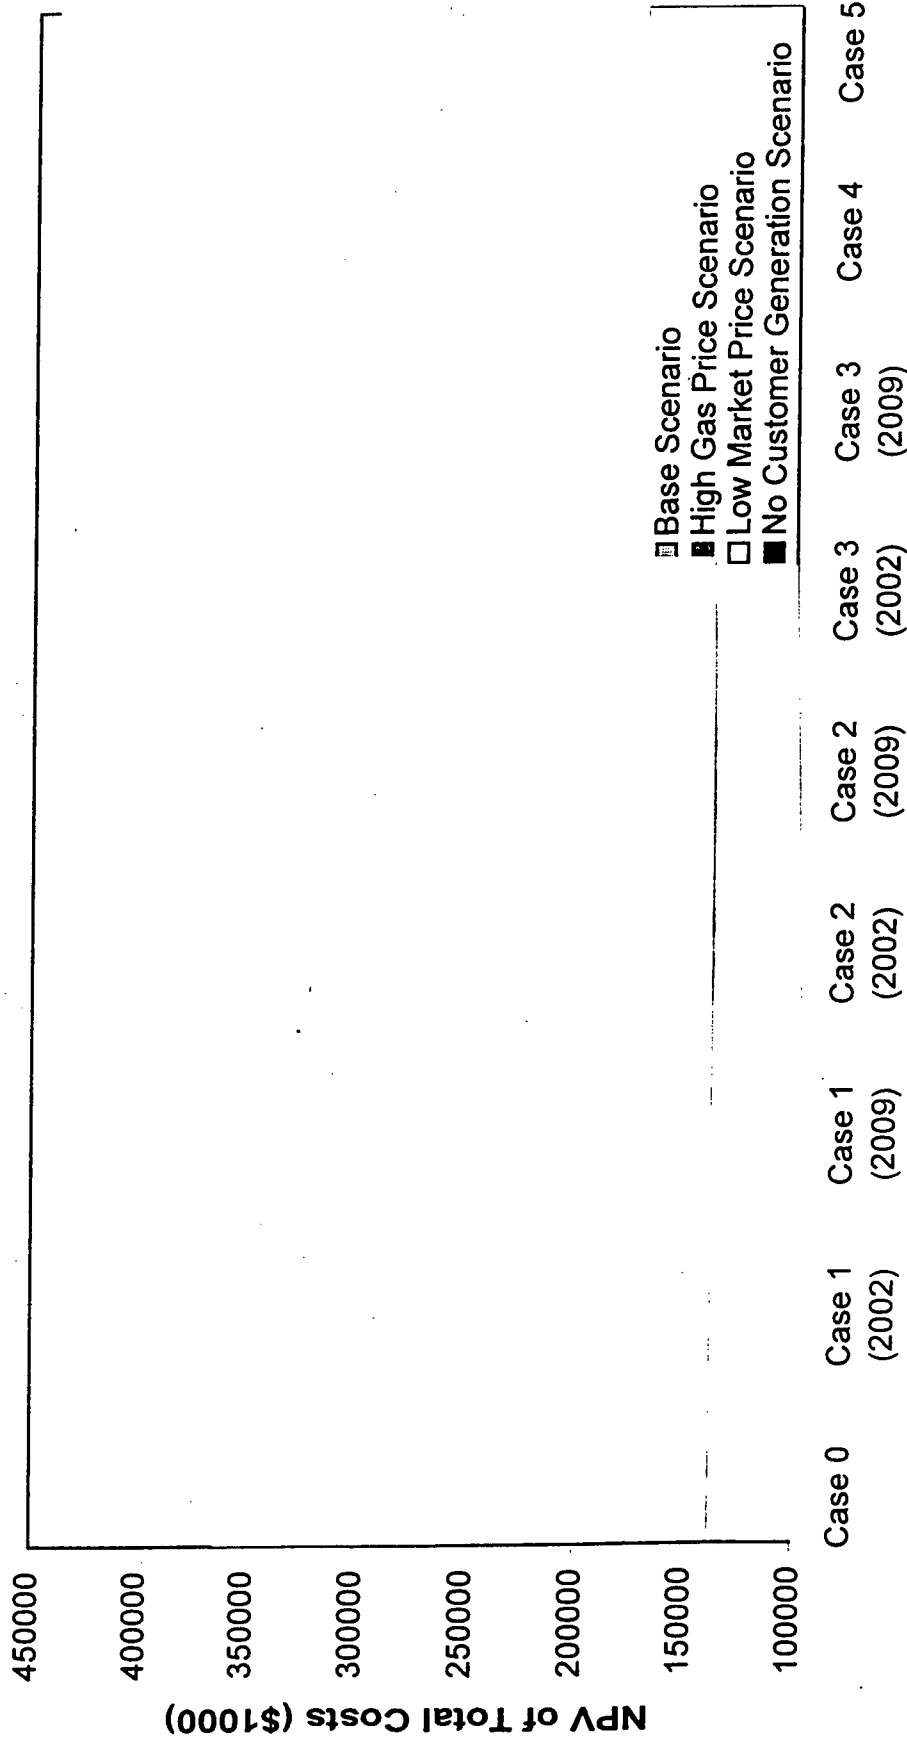 NPV of Total Costs ($1000)
450000
400000
350000
300000
250000
200000
150000
100000
Base Scenario
High Gas Price Scenario
Low Market Price Scenario
No Customer Generation Scenario
Case 0
Case 1
(2002)
Case 1
(2009)
Case 2
(2002)
Case 2
(2009)
Case 3
(2002)
Case 3
(2009)
Case 4
Case 5